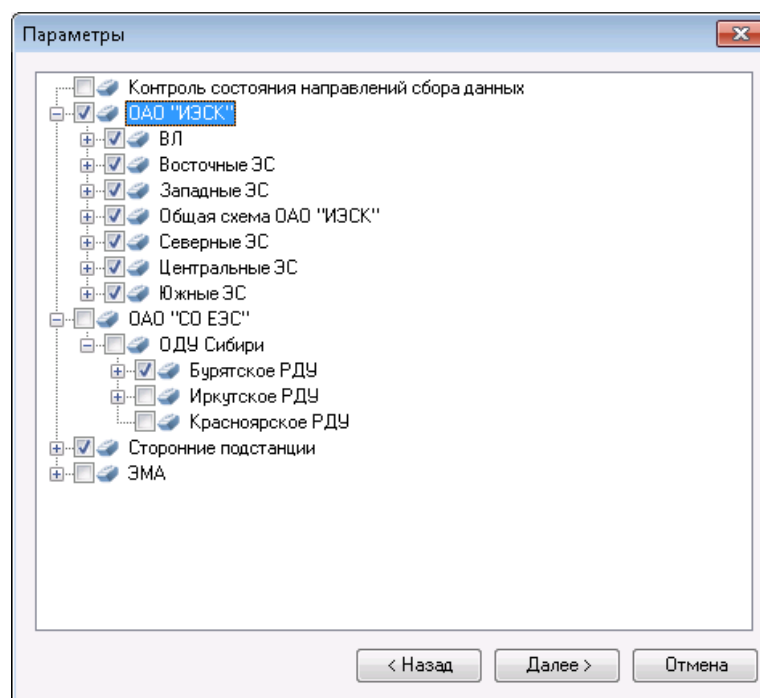 Параметры
Контроль состояния направлений сбора данных
ОАО "ИЭСК"
ВЛ
Восточные ЭС
Западные ЭС
Общая схема ОАО "ИЭСК"
Северные ЭС
Центральные ЭС
Южные ЭС
ОАО "СО ЕЭС"
ОДУ Сибири
Бурятское РДУ
Иркутское РДУ
Красноярское РДУ
Сторонние подстанции
ЭМА
< Назад
Далее >
Отмена